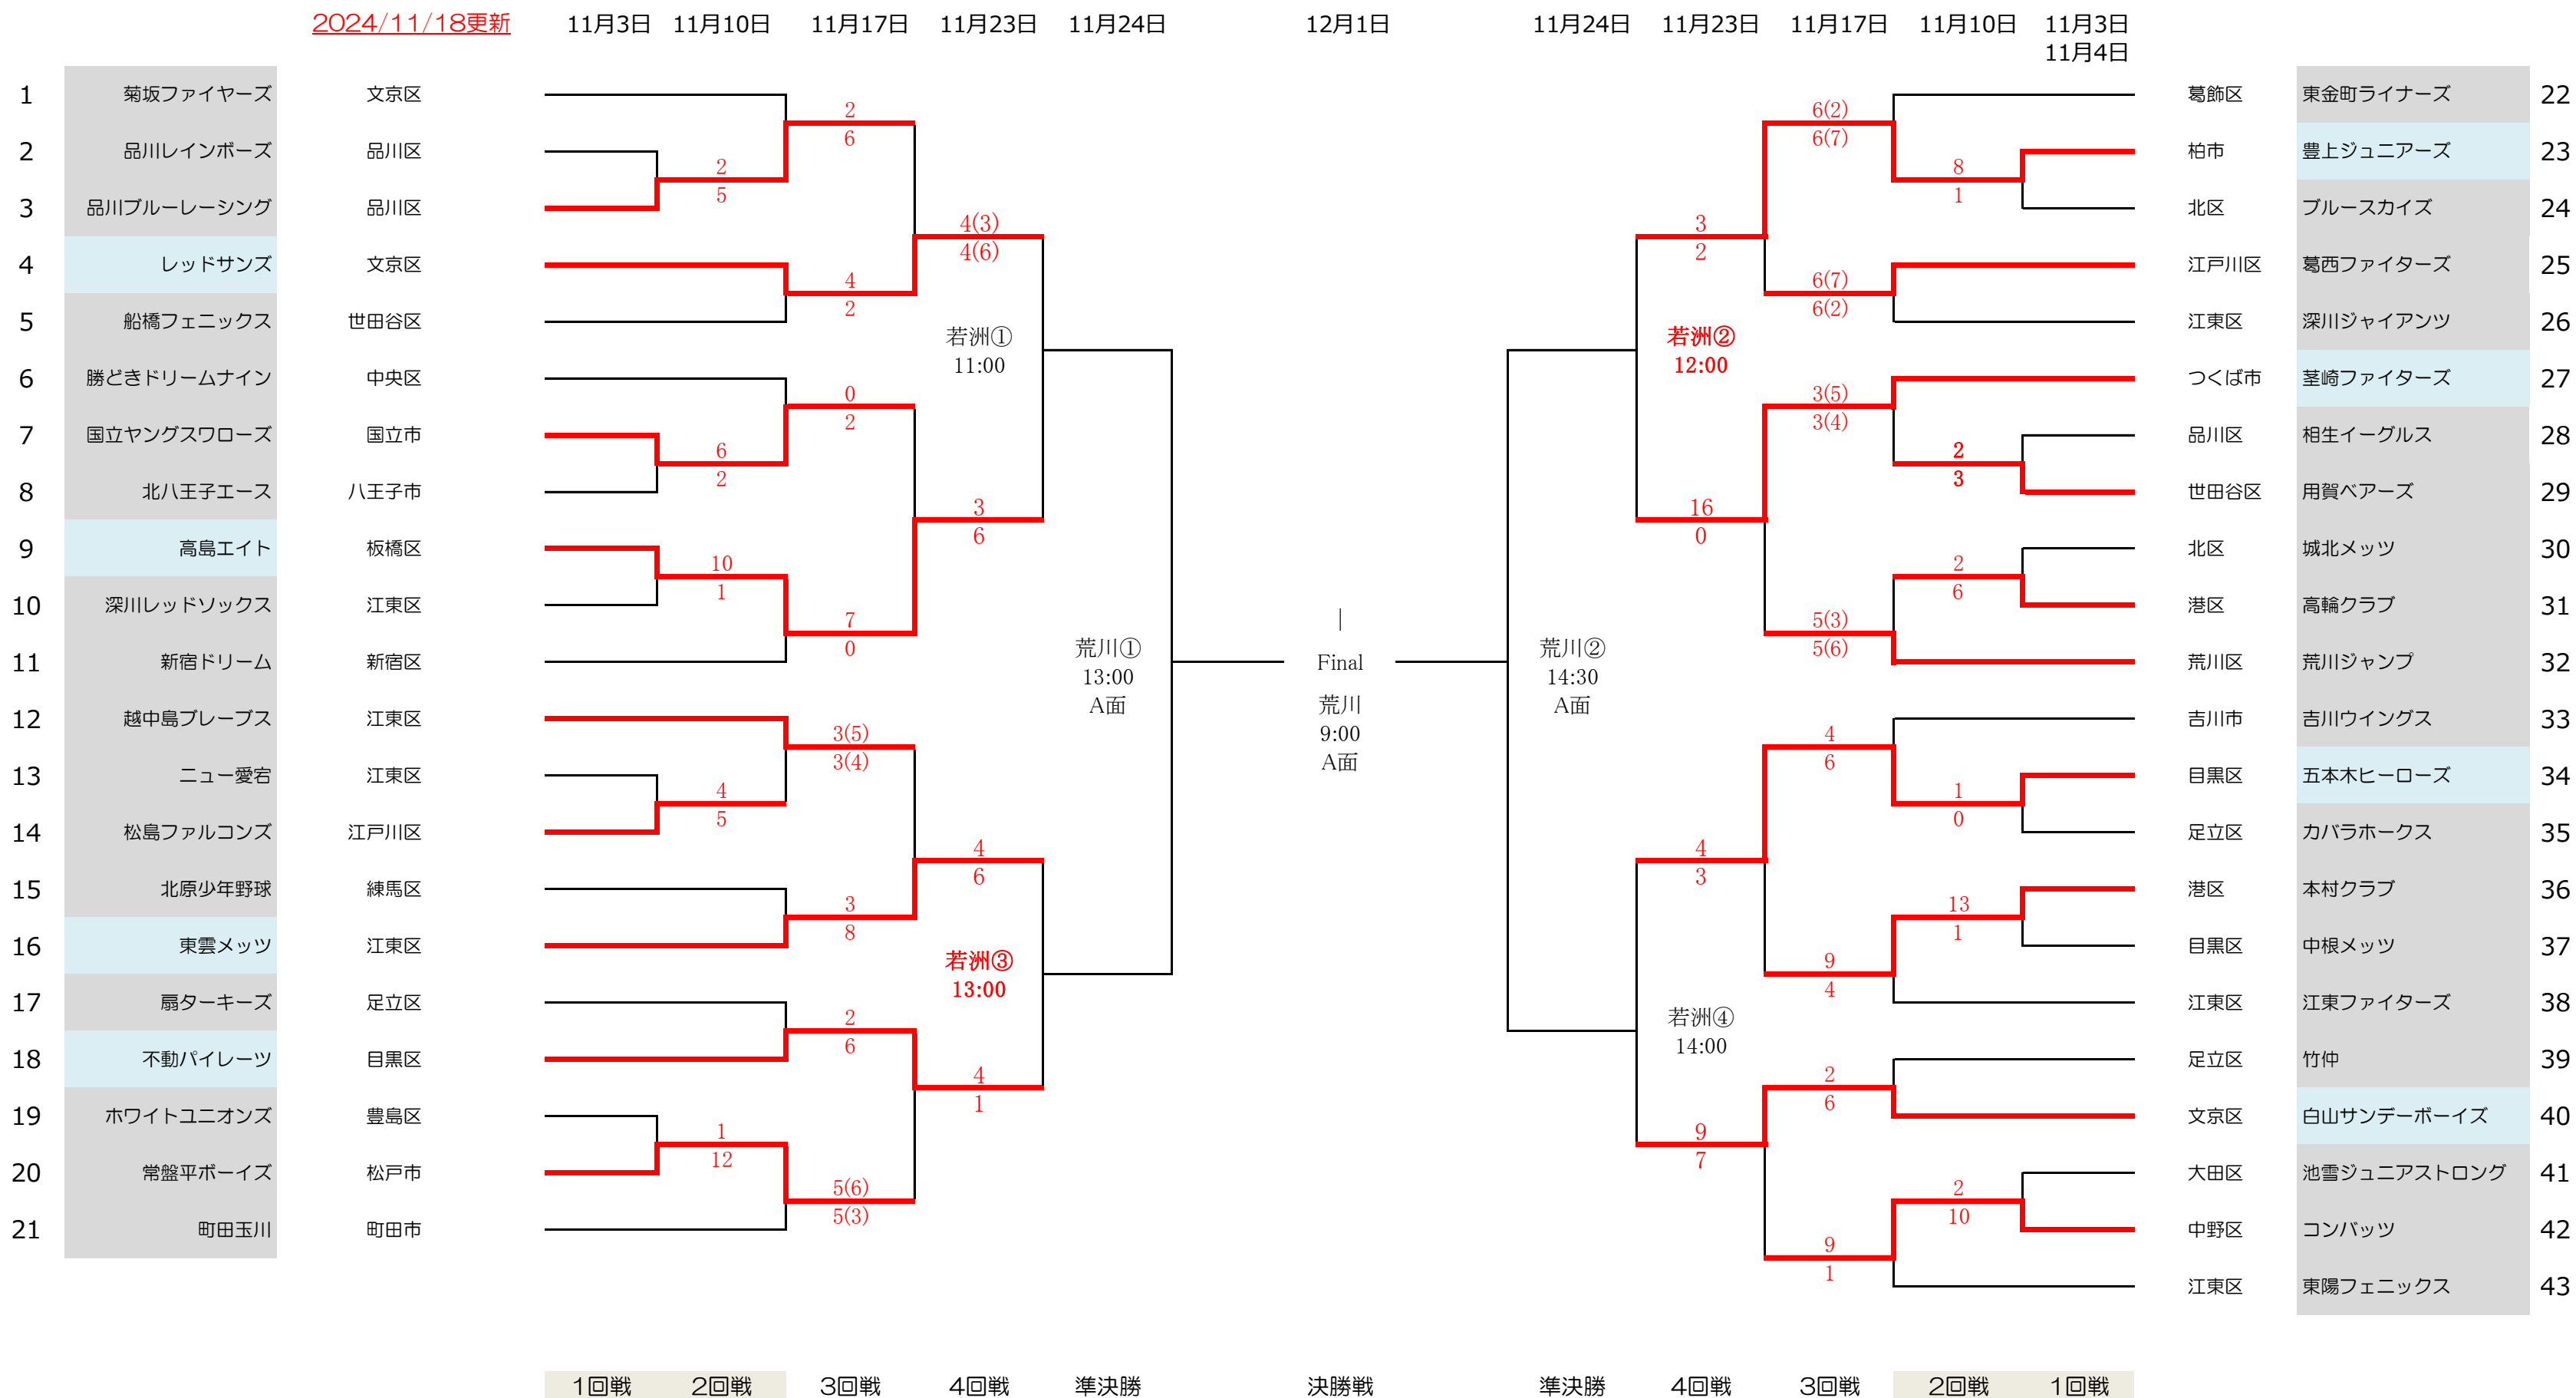 2024/11/18更新 11月3日 11月10日 11月17日 11月23日 11月24日 12月1日 11月24日 11月23日 11月17日 11月10日 11月3日
11月4日
1 菊坂ファイヤーズ 文京区
2 品川レインボーズ 品川区
3 品川ブルーレーシング 品川区
4 レッドサンズ 文京区
5 船橋フェニックス 世田谷区
6 勝どきドリームナイン 中央区
7 国立ヤングスワローズ 国立市
8 北八王子エース 八王子市
9 高島エイト 板橋区
10 深川レッドソックス 江東区
11 新宿ドリーム 新宿区
12 越中島ブレーブス 江東区
13 ニュー愛宕 江東区
14 松島ファルコンズ 江戸川区
15 北原少年野球 練馬区
16 東雲メッツ 江東区
17 扇ターキーズ 足立区
18 不動パイレーツ 目黒区
19 ホワイトユニオンズ 豊島区
20 常盤平ボーイズ 松戸市
21 町田玉川 町田市
2
5
6
2
10
1
4
5
1
12
2
6
4
2
0
2
7
0
3(5)
3(4)
3
8
2
6
5(6)
5(3)
4(3)
4(6)
若洲①
11:00
3
6
4
6
若洲③
13:00
4
1
荒川①
13:00
A面
|
Final
荒川
9:00
A面
荒川②
14:30
A面
3
2
若洲②
12:00
16
0
4
3
若洲④
14:00
9
7
6(2)
6(7)
6(7)
6(2)
3(5)
3(4)
5(3)
5(6)
4
6
9
4
2
6
9
1
8
1
2
3
2
6
1
0
13
1
2
10
葛飾区 東金町ライナーズ 22
柏市 豊上ジュニアーズ 23
北区 ブルースカイズ 24
江戸川区 葛西ファイターズ 25
江東区 深川ジャイアンツ 26
つくば市 茎崎ファイターズ 27
品川区 相生イーグルス 28
世田谷区 用賀ベアーズ 29
北区 城北メッツ 30
港区 高輪クラブ 31
荒川区 荒川ジャンプ 32
吉川市 吉川ウイングス 33
目黒区 五本木ヒーローズ 34
足立区 カバラホークス 35
港区 本村クラブ 36
目黒区 中根メッツ 37
江東区 江東ファイターズ 38
足立区 竹仲 39
文京区 白山サンデーボーイズ 40
大田区 池雪ジュニアストロング 41
中野区 コンバッツ 42
江東区 東陽フェニックス 43
1回戦 2回戦 3回戦 4回戦 準決勝 決勝戦 準決勝 4回戦 3回戦 2回戦 1回戦